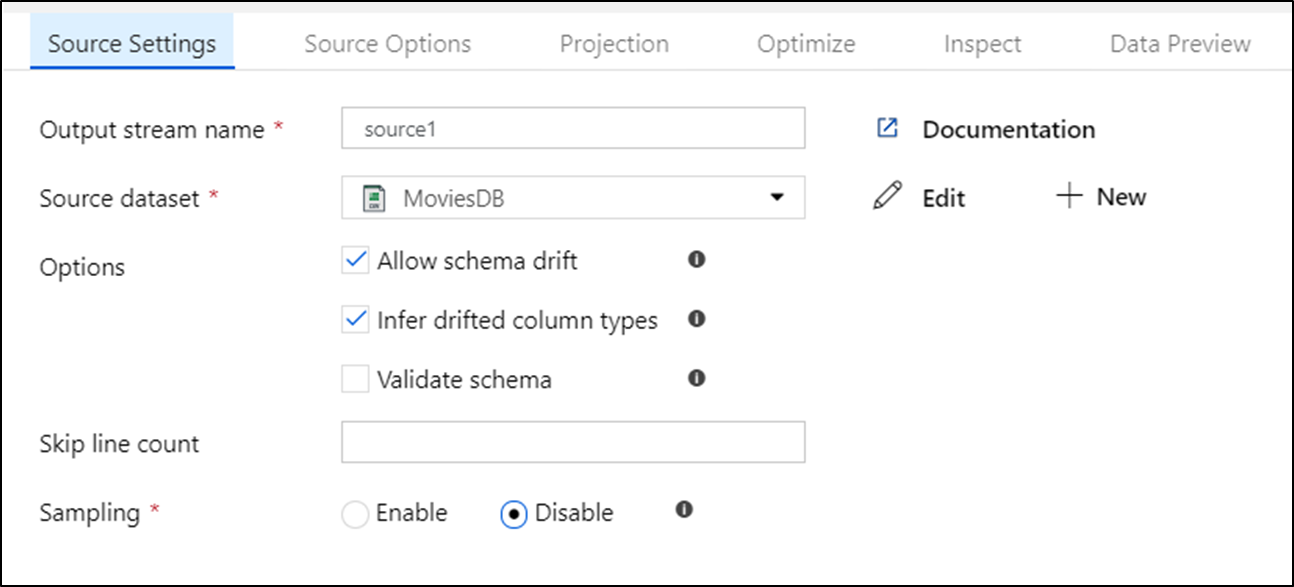 Source Settings Source Options Projection Optimize Inspect Data Preview
Output stream name * source1 Documentation
Source dataset * MoviesDB Edit New
Options Allow schema drift
Infer drifted column types
Validate schema
Skip line count
Sampling * Enable Disable